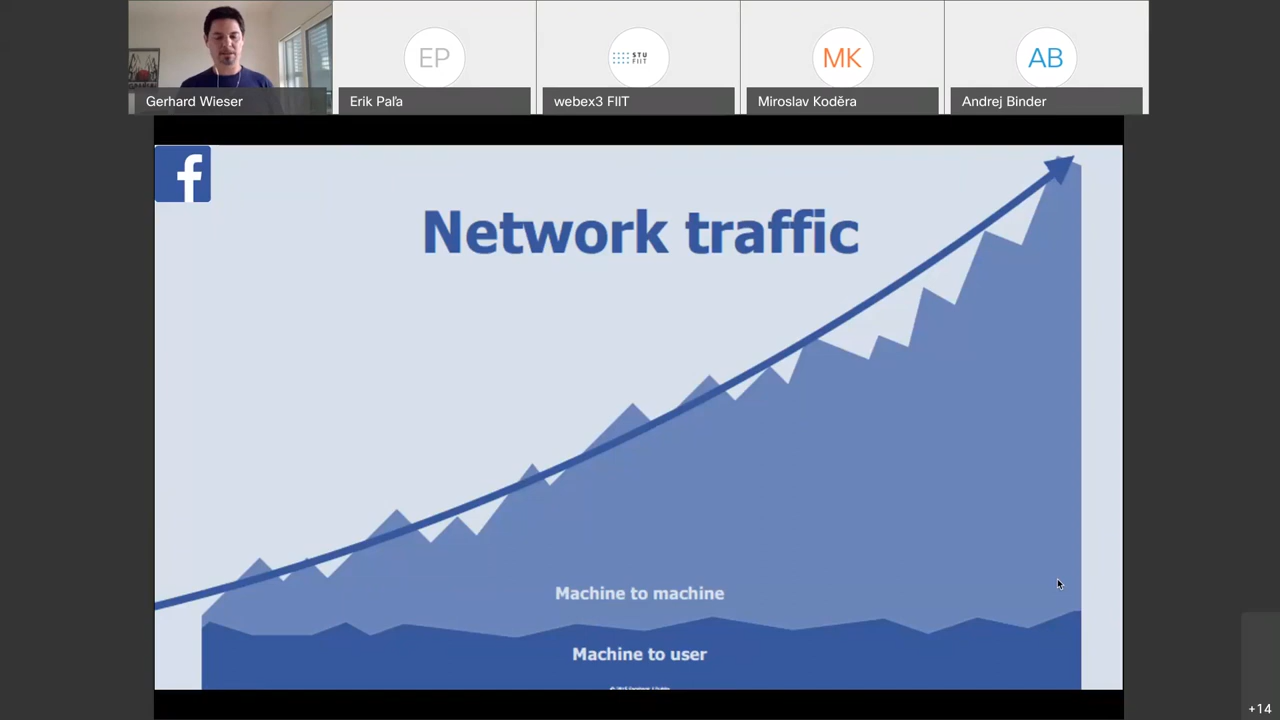 EP
STU
FIIT
MK
AB
Gerhard Wieser
Erik Paľa
webex3 FIIT
Miroslav Koděra
Andrej Binder
f
Network traffic
Machine to machine
Machine to user
+14